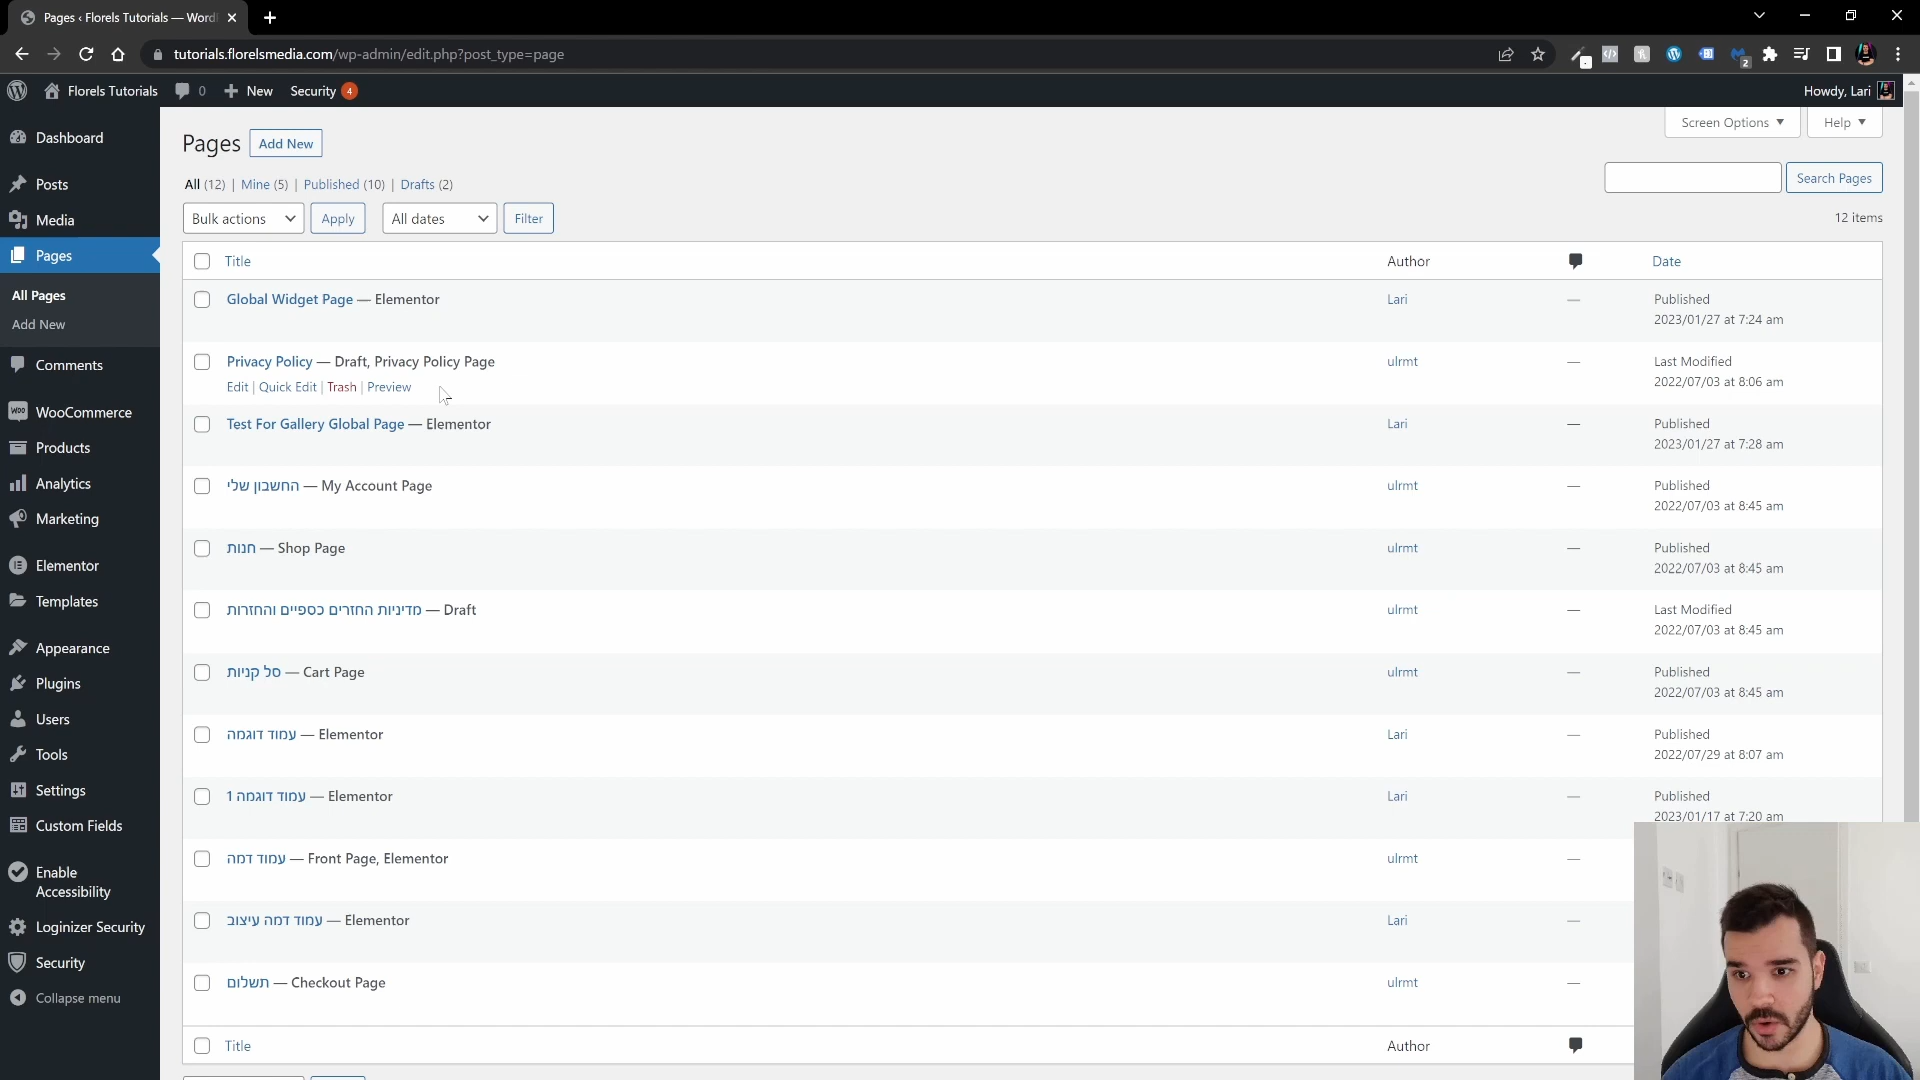 Pages ‹ Florels Tutorials — Word
tutorials.florelsmedia.com/wp-admin/edit.php?post_type=page
2
Florels Tutorials 0 New Security 4
Howdy, Lari
Dashboard
Posts
Media
Pages
All Pages
Add New
Comments
WooCommerce
Products
Analytics
Marketing
Elementor
Templates
Appearance
Plugins
Users
Tools
Settings
Custom Fields
Enable
Accessibility
Loginizer Security
Security
Collapse menu
Screen Options Help
Pages Add New
All (12) | Mine (5) | Published (10) | Drafts (2)
Search Pages
Bulk actions Apply All dates Filter
12 items
Title Author Date
Global Widget Page — Elementor Lari — Published
2023/01/27 at 7:24 am
Privacy Policy — Draft, Privacy Policy Page ulrmt — Last Modified
Edit | Quick Edit | Trash | Preview 2022/07/03 at 8:06 am
Test For Gallery Global Page — Elementor Lari — Published
2023/01/27 at 7:28 am
החשבון שלי — My Account Page ulrmt — Published
2022/07/03 at 8:45 am
חנות — Shop Page ulrmt — Published
2022/07/03 at 8:45 am
מדיניות החזרים כספיים והחזרות — Draft ulrmt — Last Modified
2022/07/03 at 8:45 am
סל קניות — Cart Page ulrmt — Published
2022/07/03 at 8:45 am
עמוד דוגמה — Elementor Lari — Published
2022/07/29 at 8:07 am
עמוד דוגמה 1 — Elementor Lari — Published
2023/01/17 at 7:20 am
עמוד דמה — Front Page, Elementor ulrmt —
עמוד דמה עיצוב — Elementor Lari —
תשלום — Checkout Page ulrmt —
Title Author